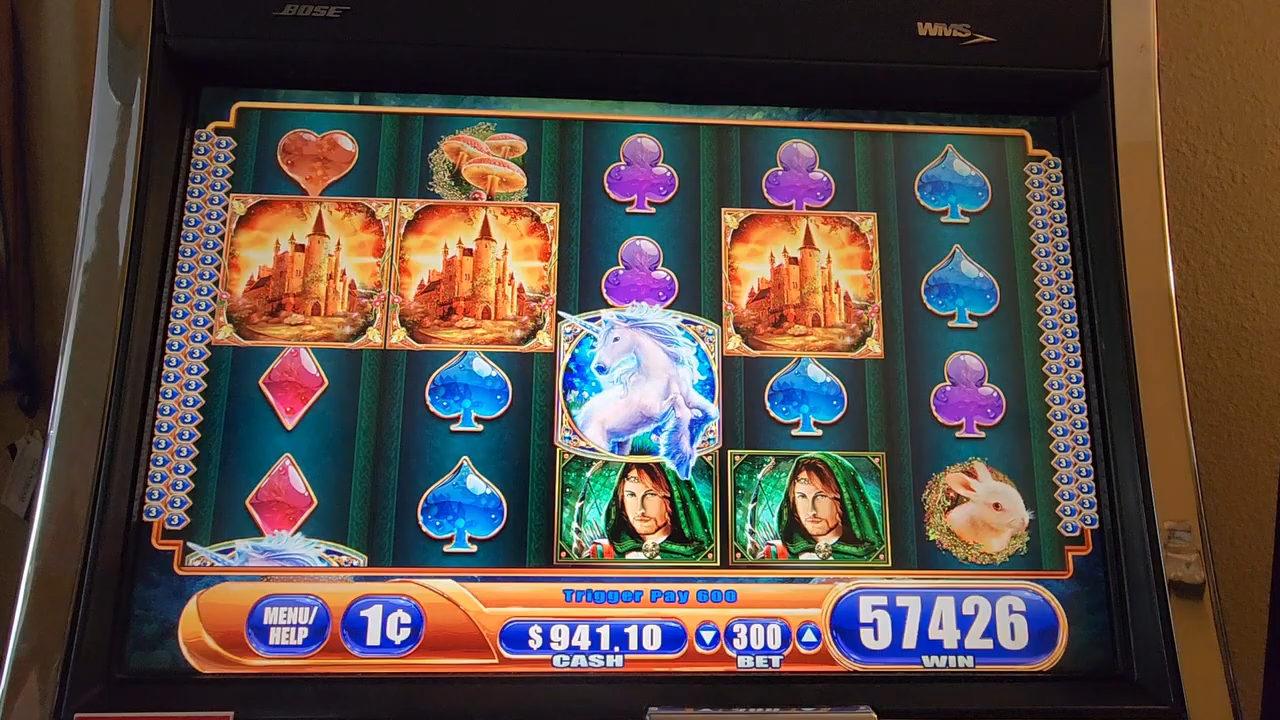 BOSE
WMS
Trigger Pay 600
MENU/
HELP
1¢
$941.10
CASH
300
BET
57426
WIN